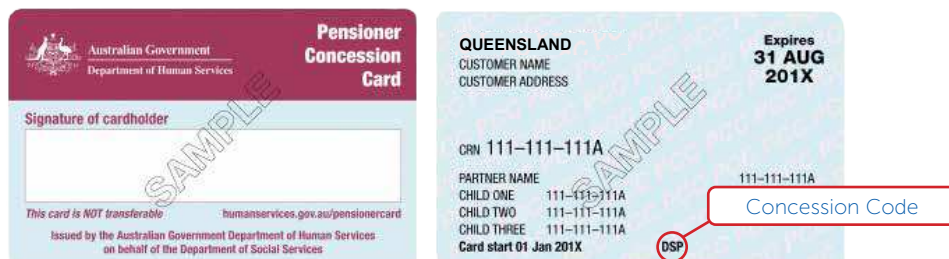 Australian Government
Department of Human Services
Pensioner
Concession
Card
Signature of cardholder
SAMPLE
This card is NOT transferable
humanservices.gov.au/pensionercard
Issued by the Australian Government Department of Human Services
on behalf of the Department of Social Services
QUEENSLAND
CUSTOMER NAME
CUSTOMER ADDRESS
Expires
31 AUG
201X
SAMPLE
CRN 111–111–111A
PARTNER NAME 111–111–111A
CHILD ONE 111–111–111A
CHILD TWO 111–111–111A
CHILD THREE 111–111–111A
Card start 01 Jan 201X DSP
Concession Code